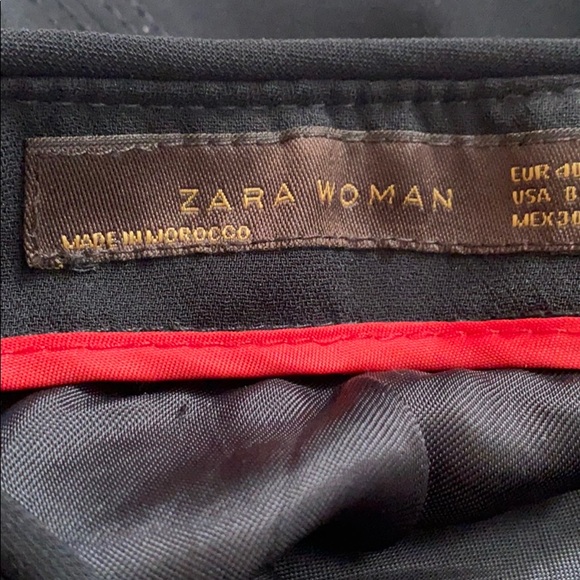 ZARA WOMAN
MADE IN MOROCCO
EUR 40
USA 8
MEX 30